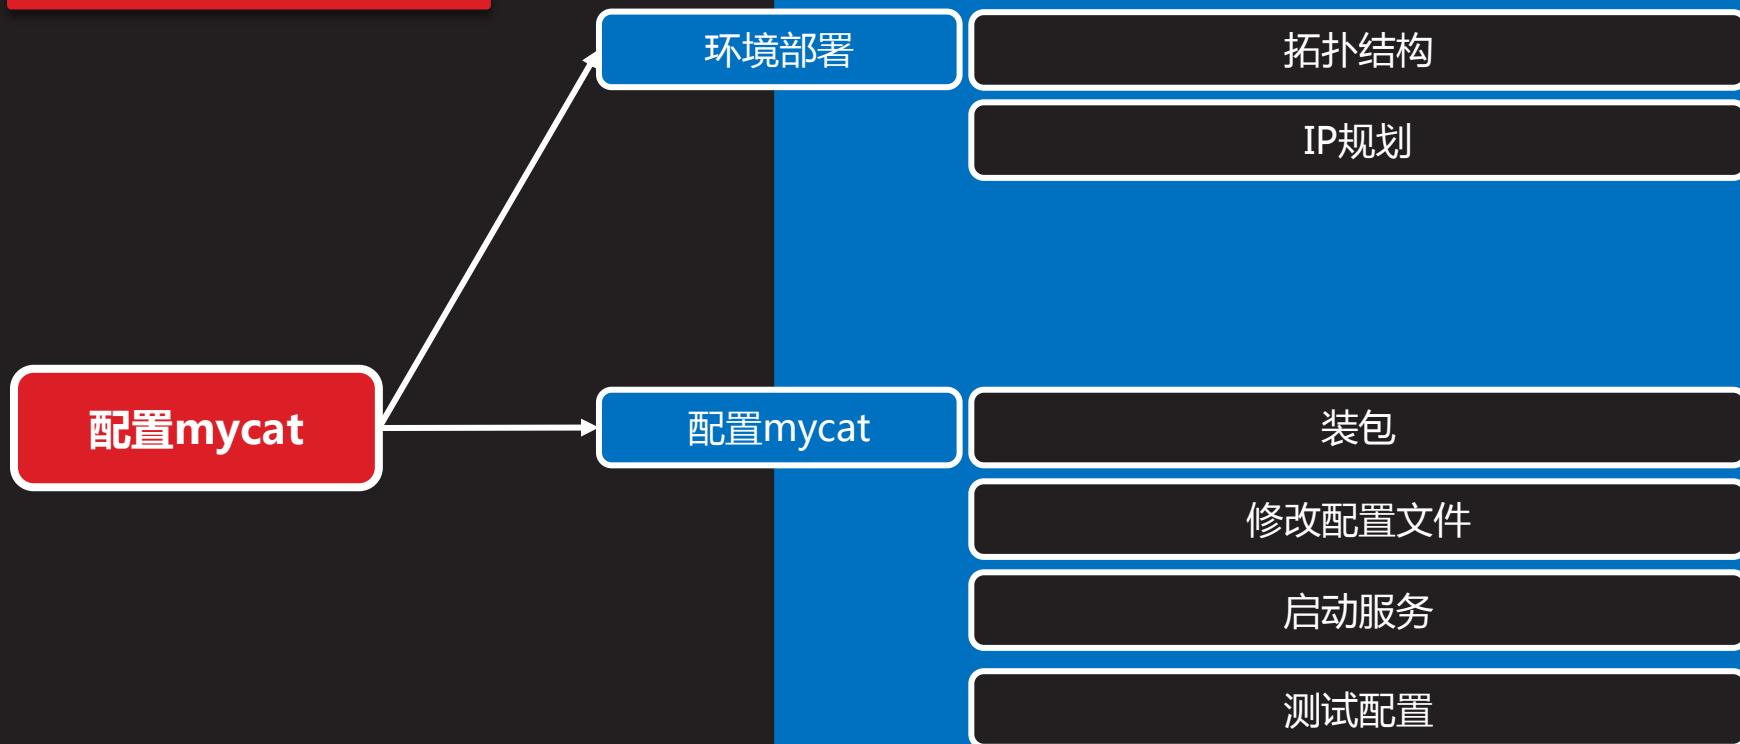 环境部署
拓扑结构
IP规划
配置mycat
配置mycat
装包
修改配置文件
启动服务
测试配置